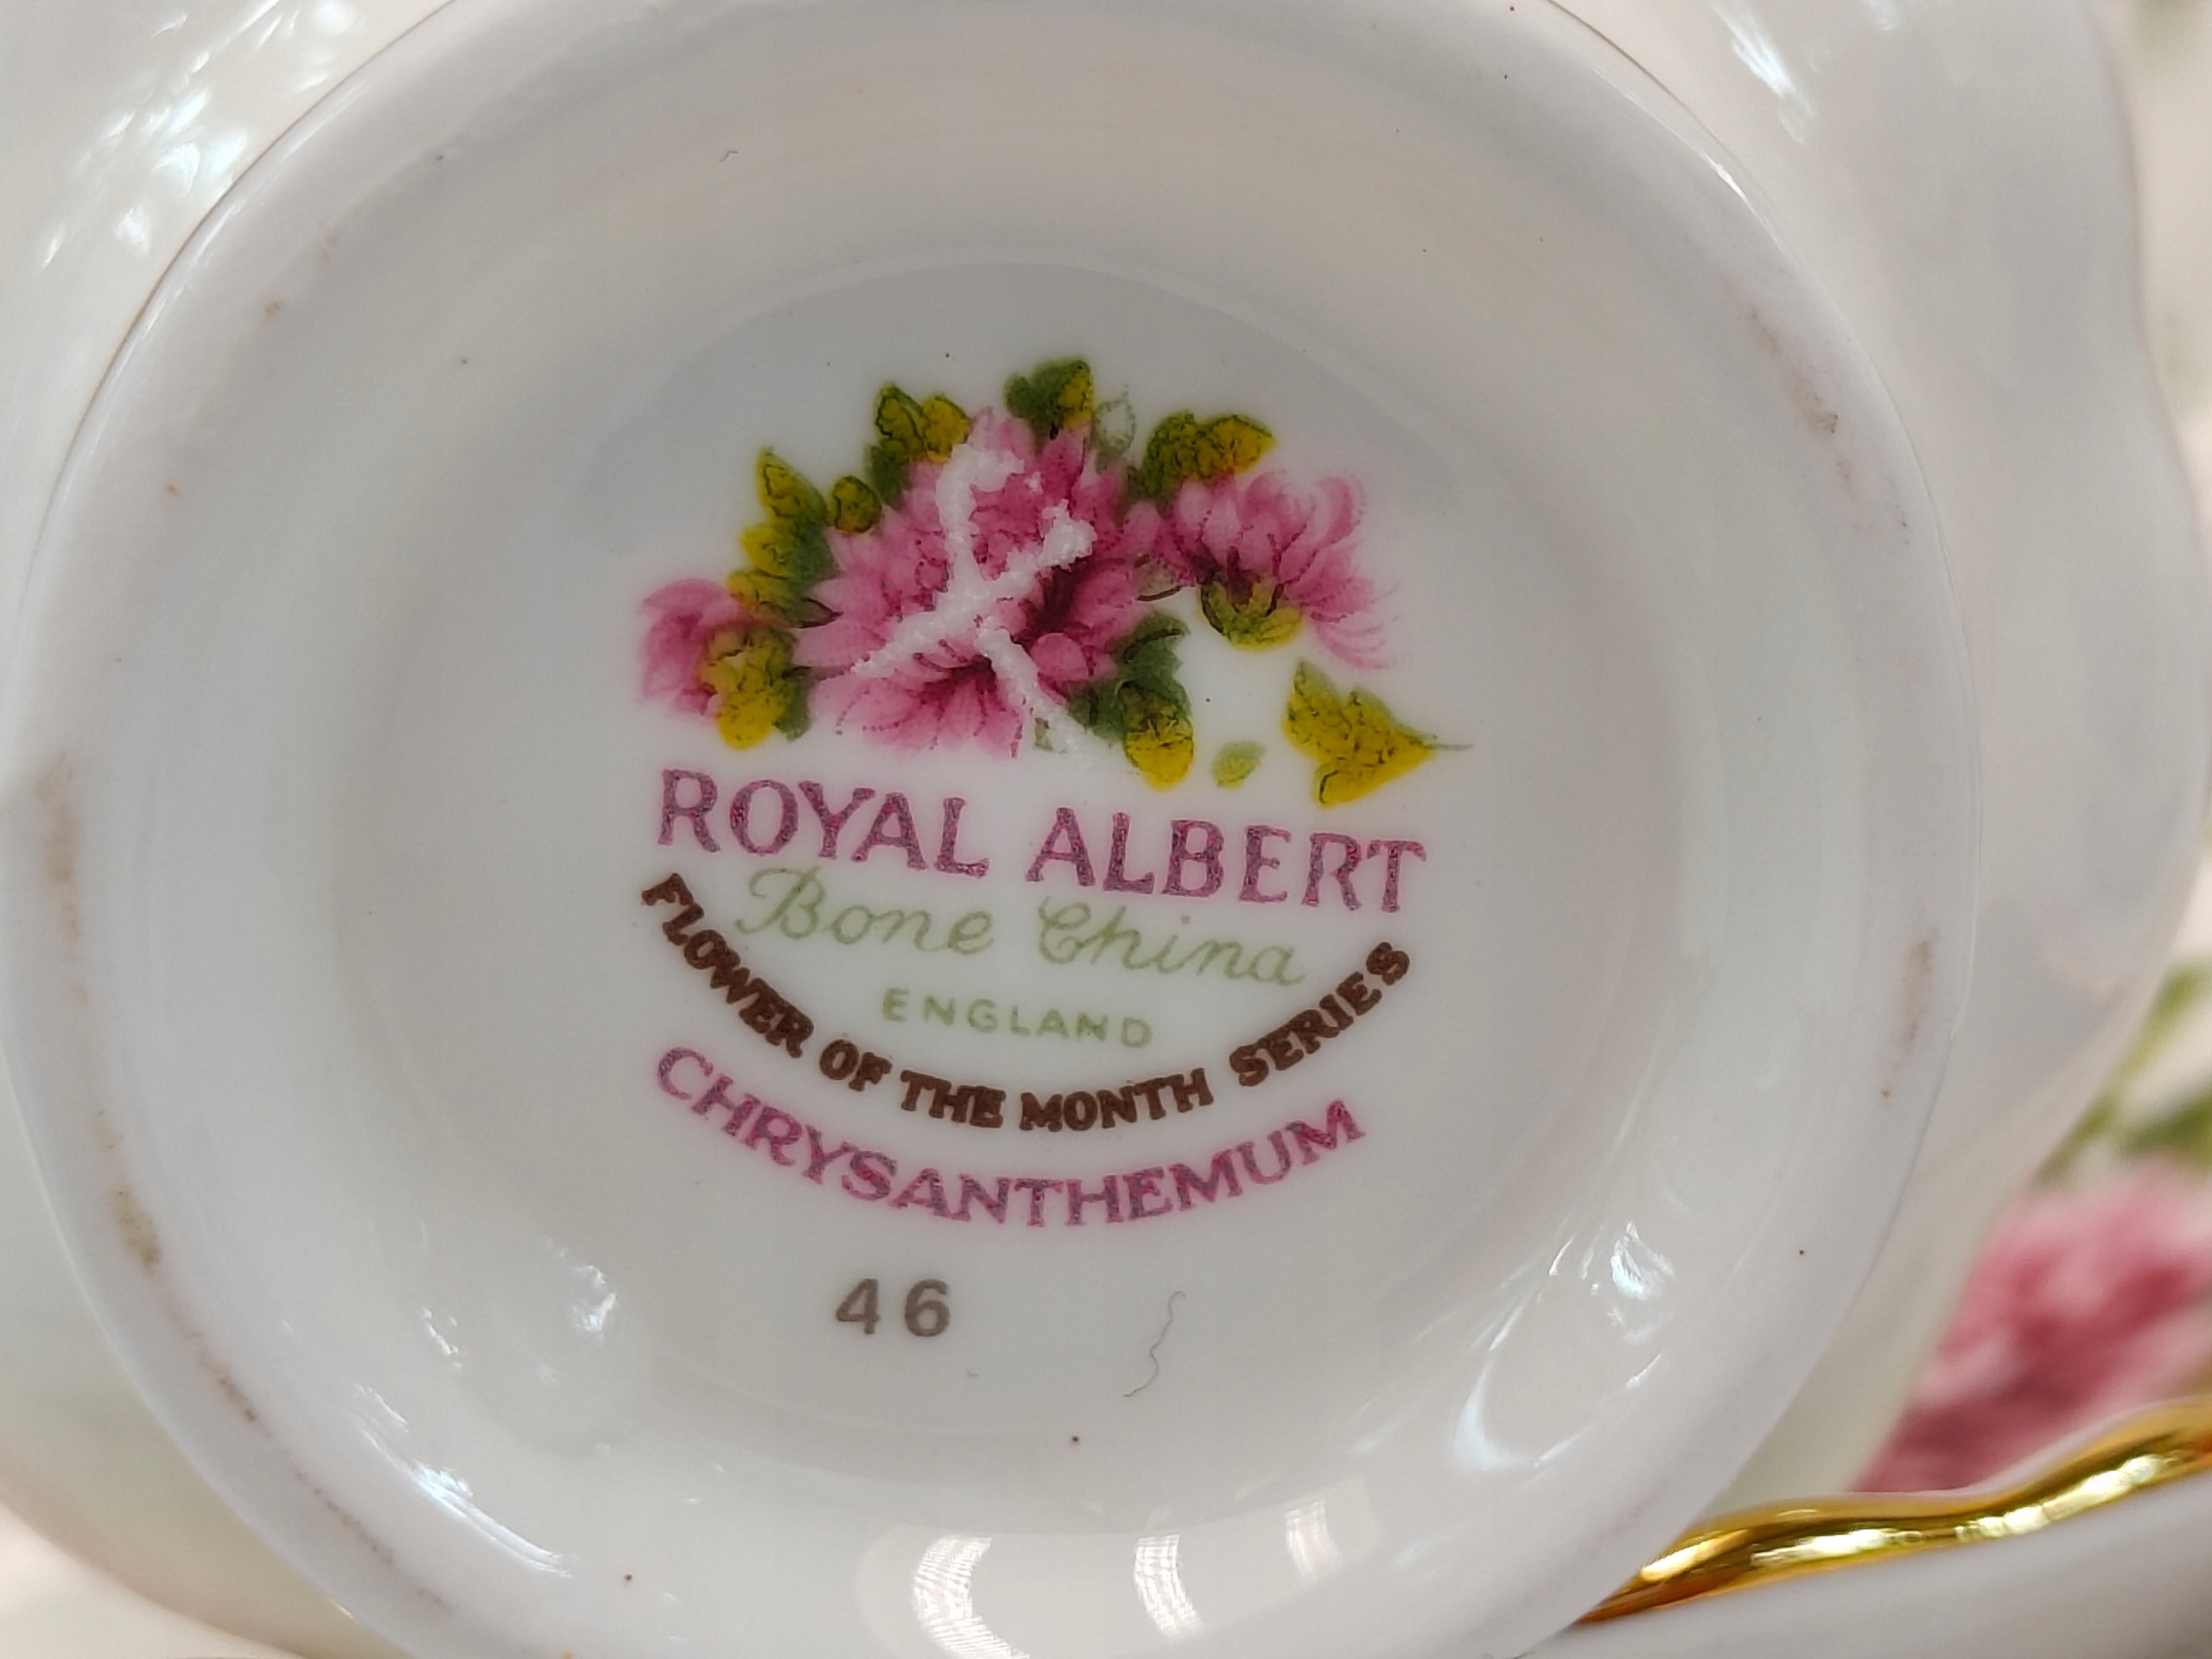 ROYAL ALBERT
Bone China
ENGLAND
FLOWER OF THE MONTH SERIES
CHRYSANTHEMUM
46